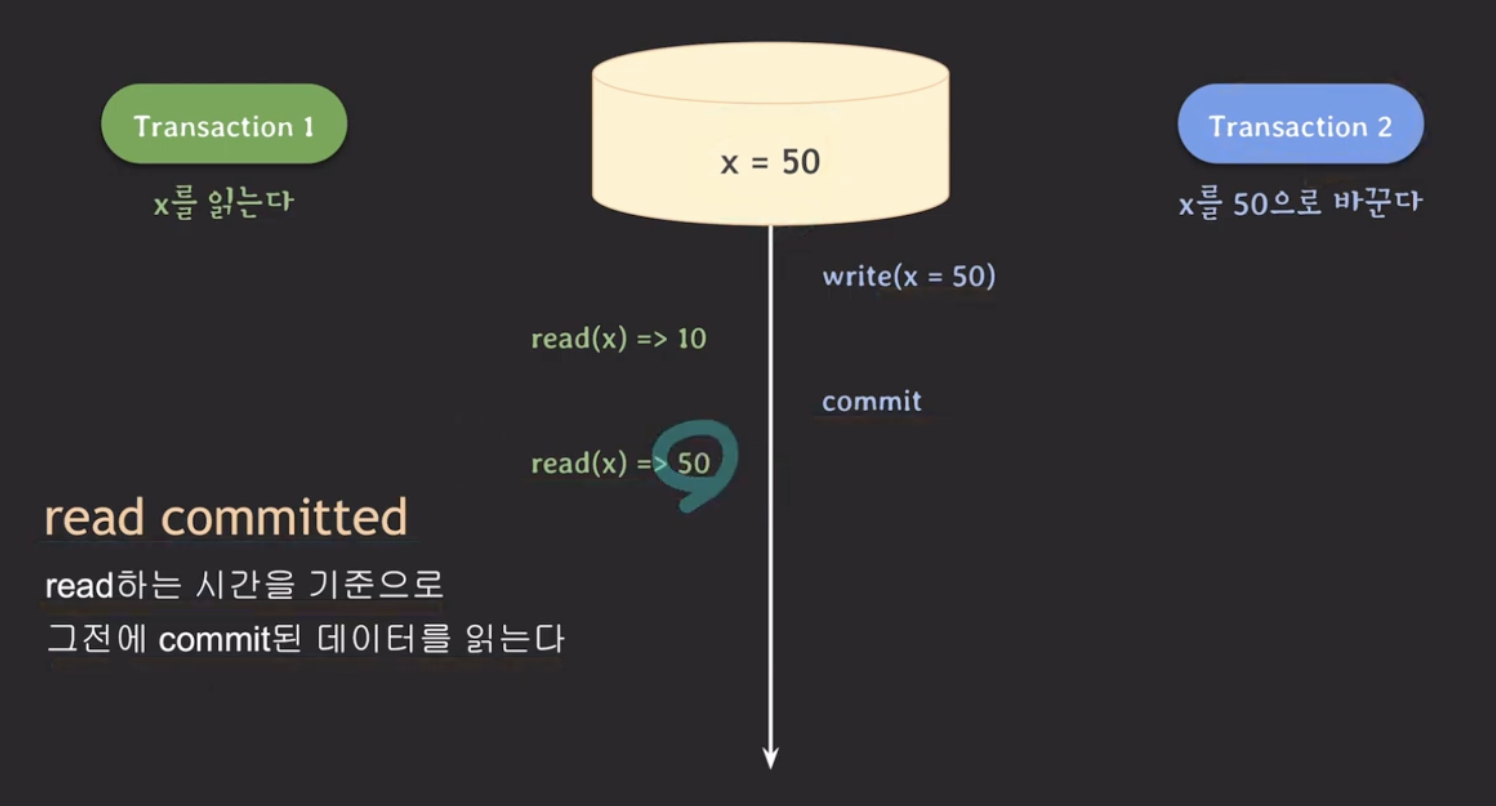 Transaction 1
x를 읽는다
x = 50
Transaction 2
x를 50으로 바꾼다
write(x = 50)
read(x) => 10
commit
read(x) => 50
read committed
read하는 시간을 기준으로
그전에 commit된 데이터를 읽는다